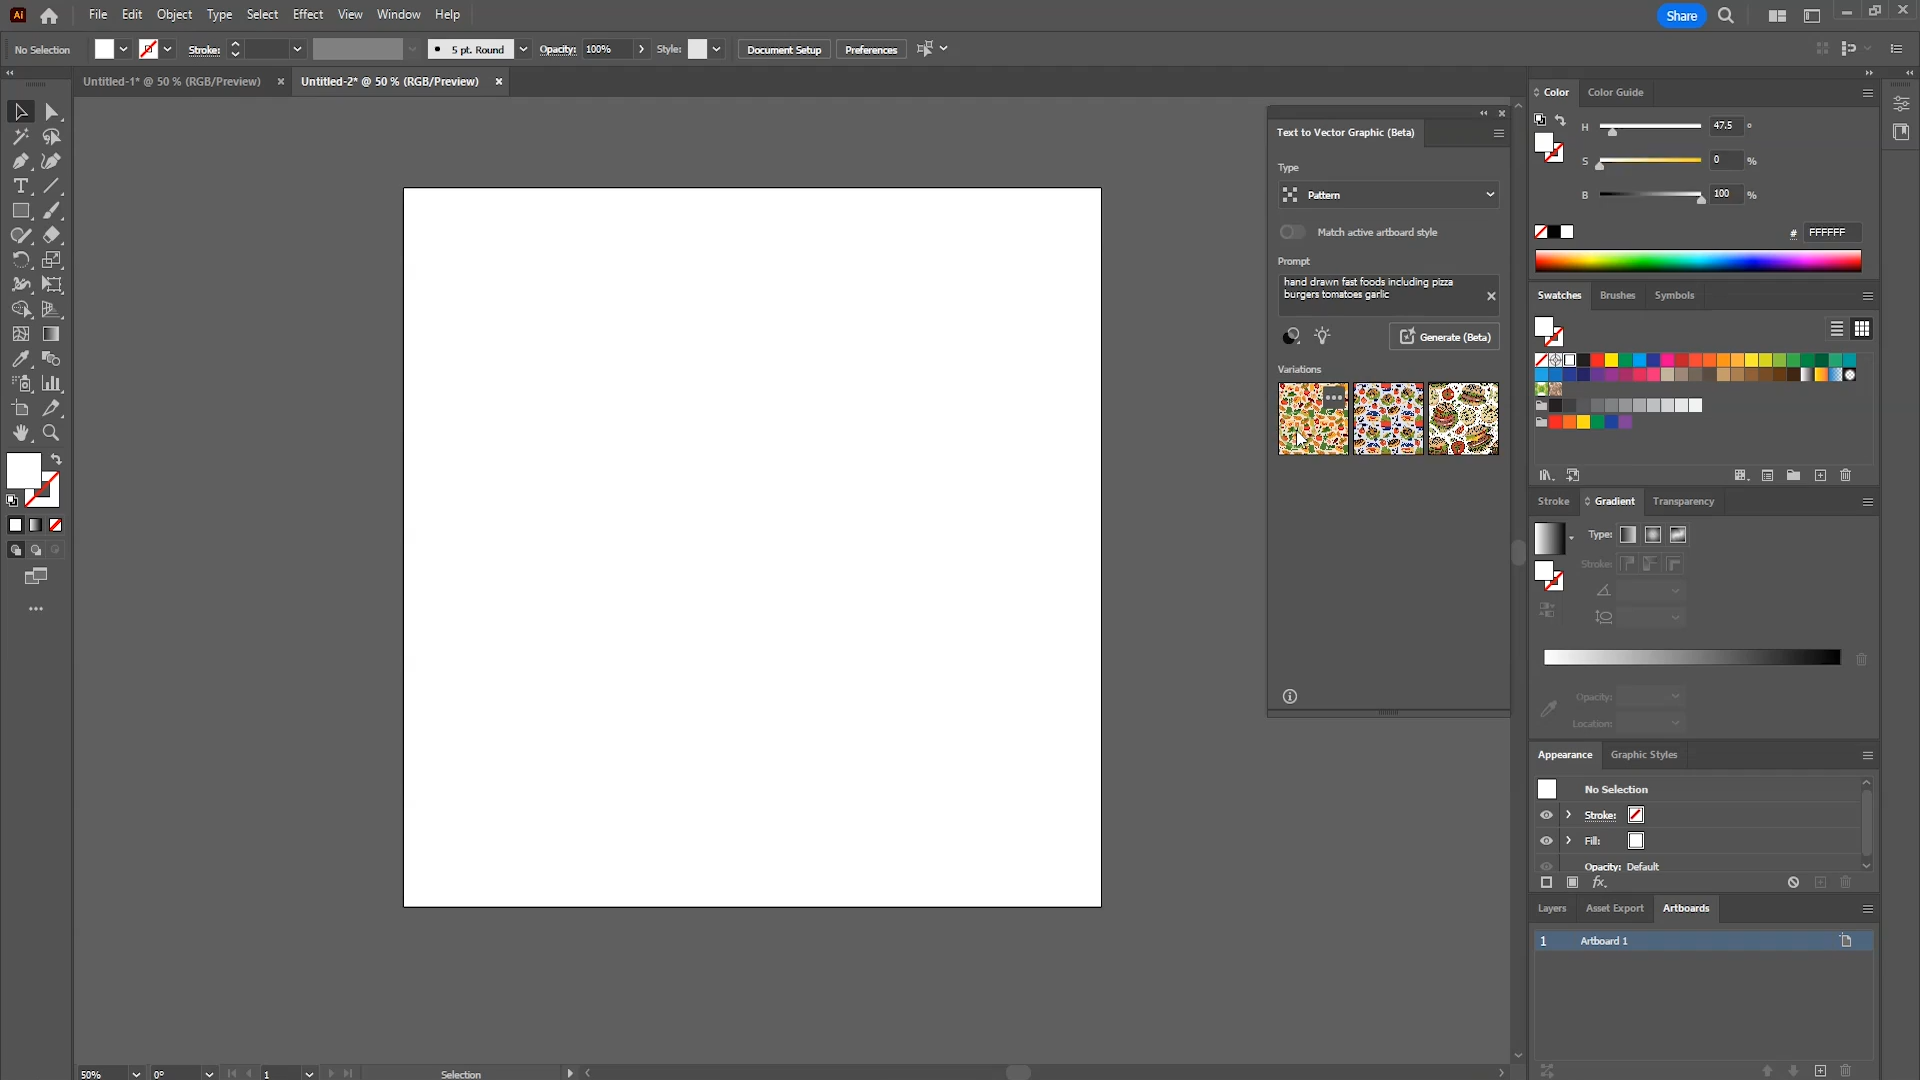 Ai File Edit Object Type Select Effect View Window Help Share
No Selection Stroke: 5 pt. Round Opacity: 100% Style: Document Setup Preferences
Untitled-1* @ 50 % (RGB/Preview) Untitled-2* @ 50 % (RGB/Preview)
Text to Vector Graphic (Beta)
Type
Pattern
Match active artboard style
Prompt
hand drawn fast foods including pizza
burgers tomatoes garlic
Generate (Beta)
Variations
Color Color Guide
H 47.5 °
S 0 %
B 100 %
# FFFFFF
Swatches Brushes Symbols
Stroke Gradient Transparency
Type:
Stroke:
Opacity:
Location:
Appearance Graphic Styles
No Selection
Stroke:
Fill:
Opacity: Default
fx.
Layers Asset Export Artboards
1 Artboard 1
50% 0° 1 Selection